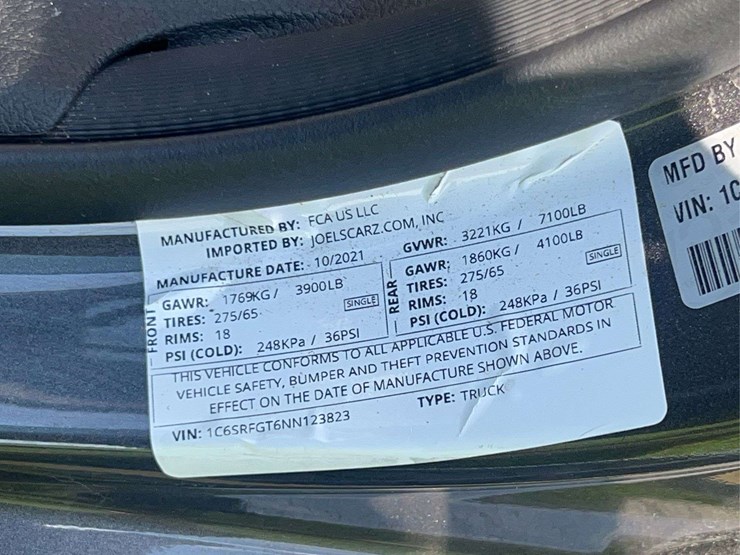 MANUFACTURED BY: FCA US LLC
IMPORTED BY: JOELSCARZ.COM, INC
MANUFACTURE DATE: 10/2021
GVWR: 3221KG / 7100LB
FRONT
GAWR: 1769KG / 3900LB
TIRES: 275/65 SINGLE
RIMS: 18
PSI (COLD): 248KPa / 36PSI
REAR
GAWR: 1860KG / 4100LB
TIRES: 275/65 SINGLE
RIMS: 18
PSI (COLD): 248KPa / 36PSI
THIS VEHICLE CONFORMS TO ALL APPLICABLE U.S. FEDERAL MOTOR
VEHICLE SAFETY, BUMPER AND THEFT PREVENTION STANDARDS IN
EFFECT ON THE DATE OF MANUFACTURE SHOWN ABOVE.
VIN: 1C6SRFGT6NN123823 TYPE: TRUCK
MFD BY
VIN: 1C